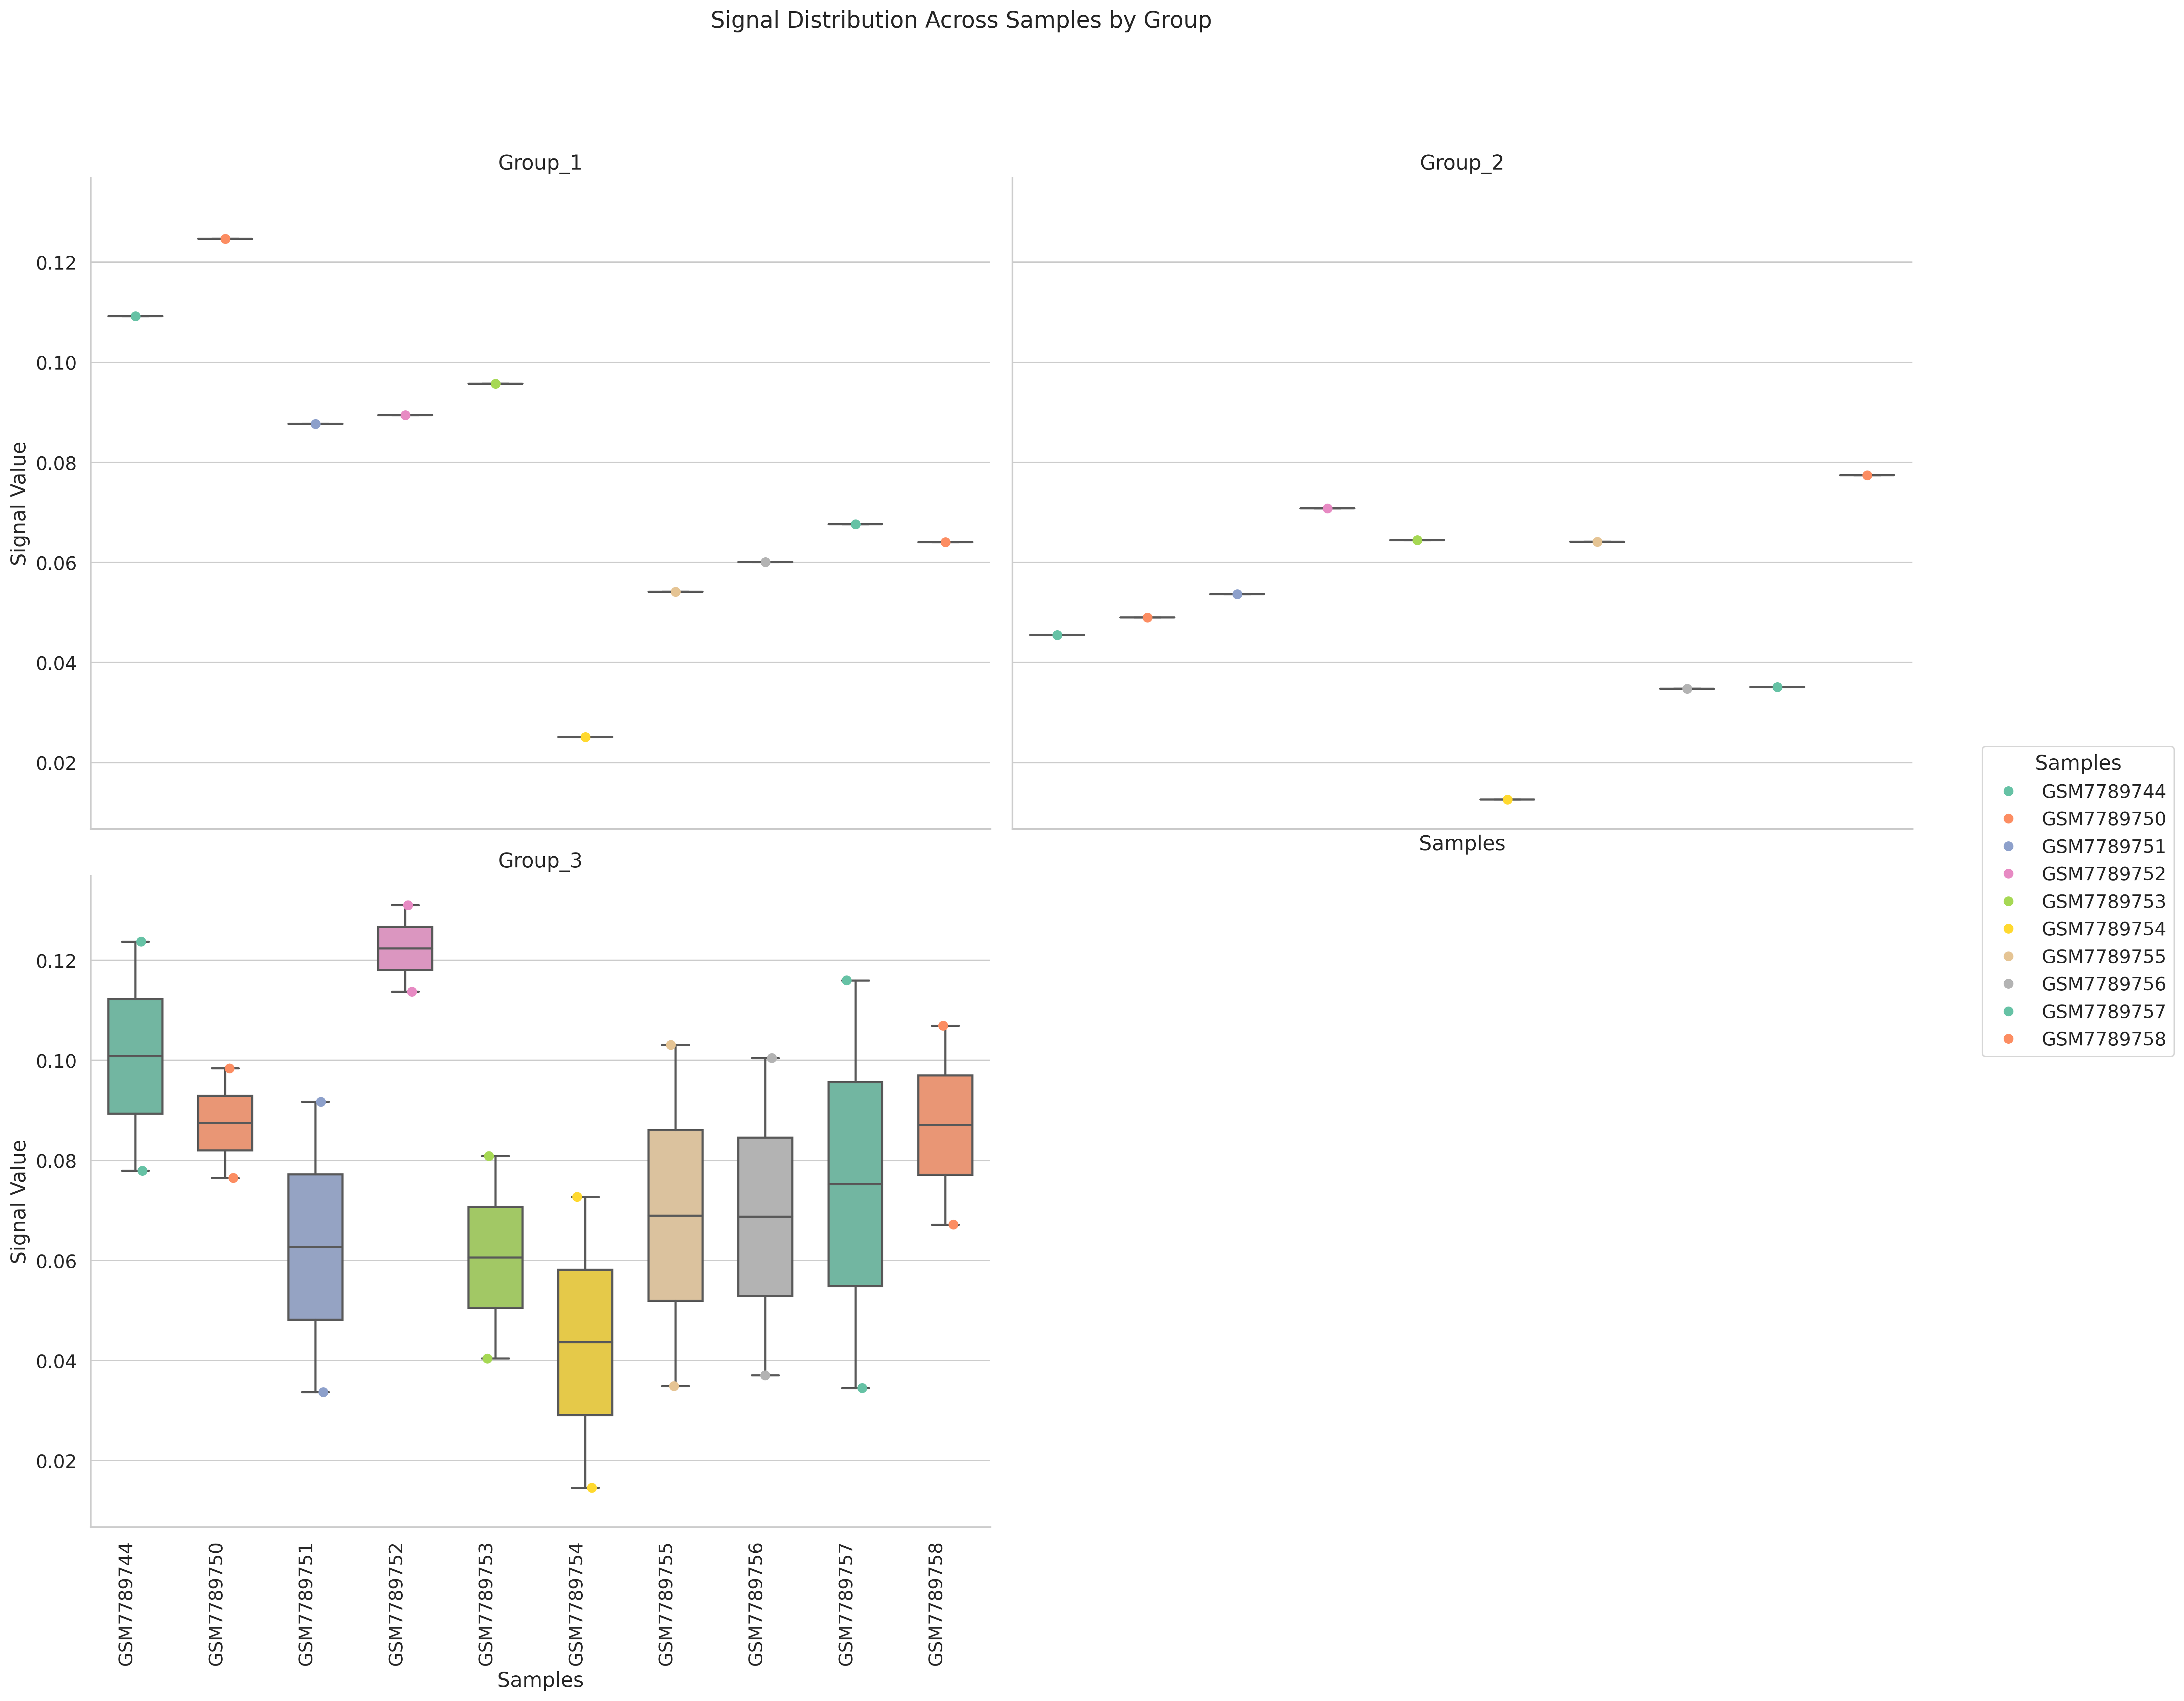 Signal Distribution Across Samples by Group
Group_1
Group_2
0.12
0.10
0.08
0.06
0.04
0.02
Signal Value
Samples
Group_3
0.12
0.10
0.08
0.06
0.04
0.02
Signal Value
GSM7789744
GSM7789750
GSM7789751
GSM7789752
GSM7789753
GSM7789754
GSM7789755
GSM7789756
GSM7789757
GSM7789758
Samples
Samples
GSM7789744
GSM7789750
GSM7789751
GSM7789752
GSM7789753
GSM7789754
GSM7789755
GSM7789756
GSM7789757
GSM7789758